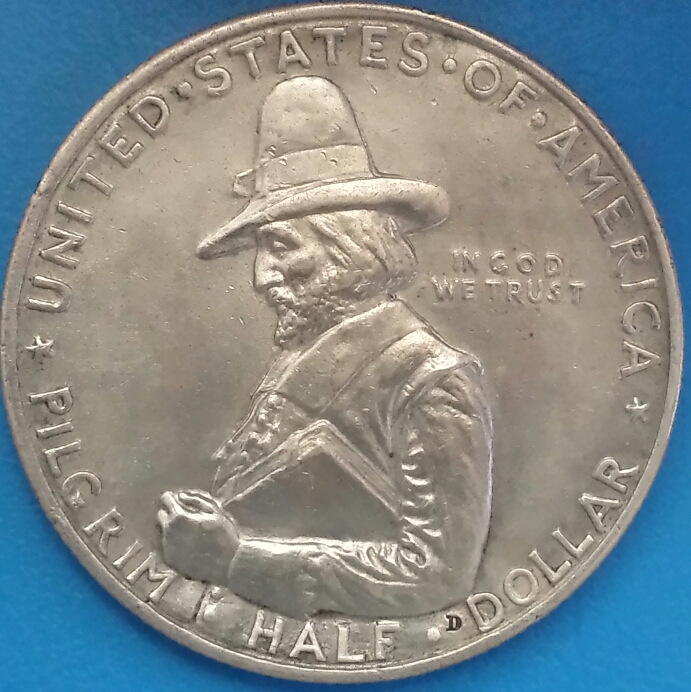 UNITED·STATES·OF·AMERICA
IN GOD
WE TRUST
PILGRIM HALF·DOLLAR
D